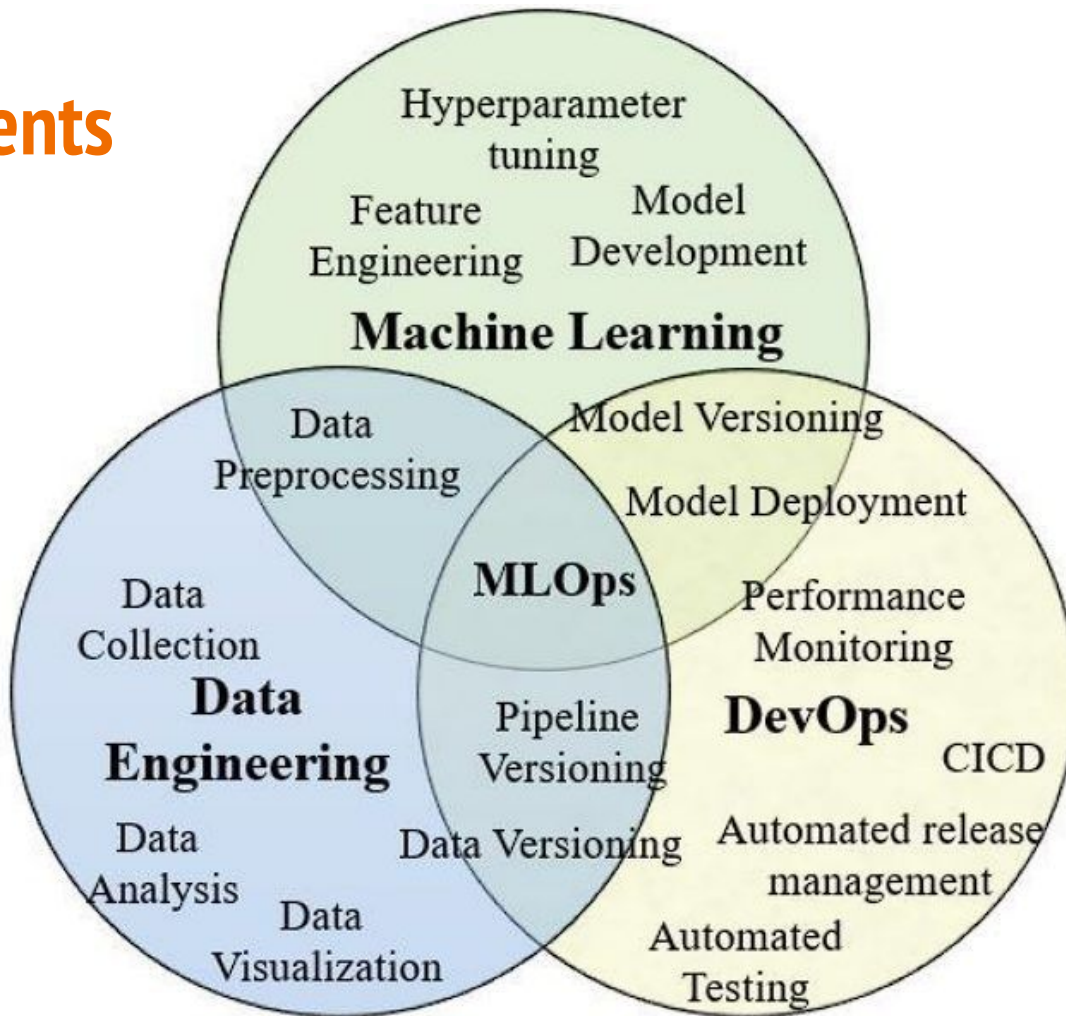 ents
Hyperparameter
tuning
Feature
Engineering
Model
Development
Machine Learning
Data
Preprocessing
Model Versioning
Model Deployment
MLOps
Data
Collection
Performance
Monitoring
Data
Engineering
Pipeline
Versioning
DevOps
CICD
Data
Analysis
Data Versioning
Automated release
management
Data
Visualization
Automated
Testing